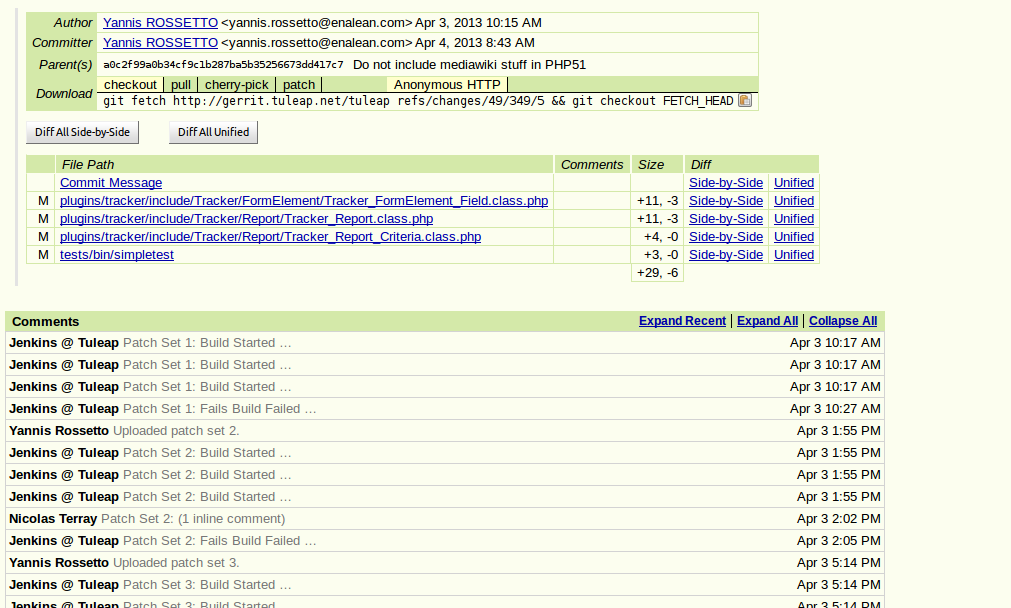 Author Yannis ROSSETTO <yannis.rossetto@enalean.com> Apr 3, 2013 10:15 AM
Committer Yannis ROSSETTO <yannis.rossetto@enalean.com> Apr 4, 2013 8:43 AM
Parent(s) a0c2f99a0b34cf9c1b287ba5b35256673dd417c7 Do not include mediawiki stuff in PHP51
Download checkout | pull | cherry-pick | patch | Anonymous HTTP |
git fetch http://gerrit.tuleap.net/tuleap refs/changes/49/349/5 && git checkout FETCH_HEAD
Diff All Side-by-Side Diff All Unified
File Path Comments Size Diff
Commit Message Side-by-Side Unified
M plugins/tracker/include/Tracker/FormElement/Tracker_FormElement_Field.class.php +11, -3 Side-by-Side Unified
M plugins/tracker/include/Tracker/Report/Tracker_Report.class.php +11, -3 Side-by-Side Unified
M plugins/tracker/include/Tracker/Report/Tracker_Report_Criteria.class.php +4, -0 Side-by-Side Unified
M tests/bin/simpletest +3, -0 Side-by-Side Unified
+29, -6
Comments Expand Recent | Expand All | Collapse All
Jenkins @ Tuleap Patch Set 1: Build Started … Apr 3 10:17 AM
Jenkins @ Tuleap Patch Set 1: Build Started … Apr 3 10:17 AM
Jenkins @ Tuleap Patch Set 1: Build Started … Apr 3 10:17 AM
Jenkins @ Tuleap Patch Set 1: Fails Build Failed … Apr 3 10:27 AM
Yannis Rossetto Uploaded patch set 2. Apr 3 1:55 PM
Jenkins @ Tuleap Patch Set 2: Build Started … Apr 3 1:55 PM
Jenkins @ Tuleap Patch Set 2: Build Started … Apr 3 1:55 PM
Jenkins @ Tuleap Patch Set 2: Build Started … Apr 3 1:55 PM
Nicolas Terray Patch Set 2: (1 inline comment) Apr 3 2:02 PM
Jenkins @ Tuleap Patch Set 2: Fails Build Failed … Apr 3 2:05 PM
Yannis Rossetto Uploaded patch set 3. Apr 3 5:14 PM
Jenkins @ Tuleap Patch Set 3: Build Started … Apr 3 5:14 PM
Jenkins @ Tuleap Patch Set 3: Build Started Apr 3 5:14 PM